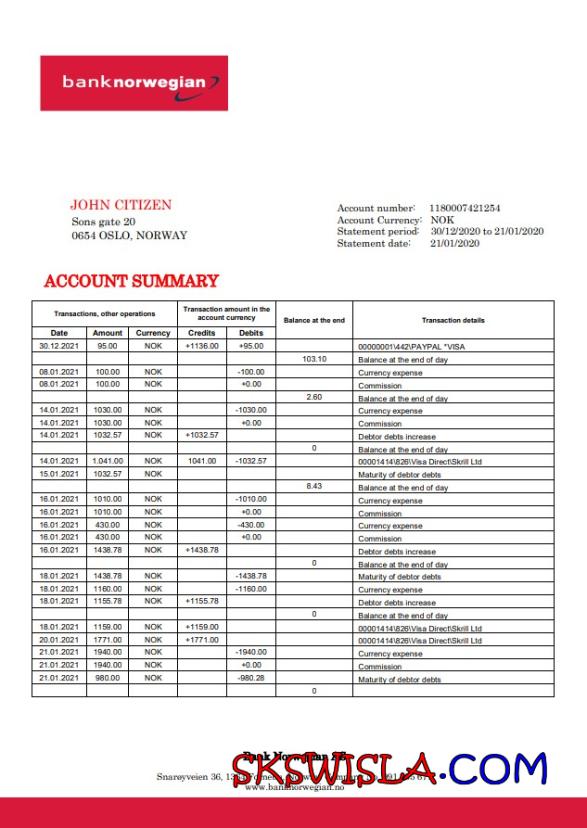 banknorwegian
JOHN CITIZEN
Sons gate 20
0654 OSLO, NORWAY
Account number: 1180007421254
Account Currency: NOK
Statement period: 30/12/2020 to 21/01/2020
Statement date: 21/01/2020
ACCOUNT SUMMARY
Transactions, other operations Transaction amount in the account currency Balance at the end Transaction details
Date Amount Currency Credits Debits
30.12.2021 95.00 NOK +1136.00 +95.00 00000001\442\PAYPAL *VISA
103.10 Balance at the end of day
08.01.2021 100.00 NOK -100.00 Currency expense
08.01.2021 100.00 NOK +0.00 Commission
2.60 Balance at the end of day
14.01.2021 1030.00 NOK -1030.00 Currency expense
14.01.2021 1030.00 NOK +0.00 Commission
14.01.2021 1032.57 NOK +1032.57 Debtor debts increase
0 Balance at the end of day
14.01.2021 1.041.00 NOK 1041.00 -1032.57 00001414\826\Visa Direct\Skrill Ltd
15.01.2021 1032.57 NOK Maturity of debtor debts
8.43 Balance at the end of day
16.01.2021 1010.00 NOK -1010.00 Currency expense
16.01.2021 1010.00 NOK +0.00 Commission
16.01.2021 430.00 NOK -430.00 Currency expense
16.01.2021 430.00 NOK +0.00 Commission
16.01.2021 1438.78 NOK +1438.78 Debtor debts increase
0 Balance at the end of day
18.01.2021 1438.78 NOK -1438.78 Maturity of debtor debts
18.01.2021 1160.00 NOK -1160.00 Currency expense
18.01.2021 1155.78 NOK +1155.78 Debtor debts increase
0 Balance at the end of day
18.01.2021 1159.00 NOK +1159.00 00001414\826\Visa Direct\Skrill Ltd
20.01.2021 1771.00 NOK +1771.00 00001414\826\Visa Direct\Skrill Ltd
21.01.2021 1940.00 NOK -1940.00 Currency expense
21.01.2021 1940.00 NOK +0.00 Commission
21.01.2021 980.00 NOK -980.28 Maturity of debtor debts
0
Bank Norwegian
SKSWISLA.COM
Snarøyveien 36,
www.banknorwegian.no